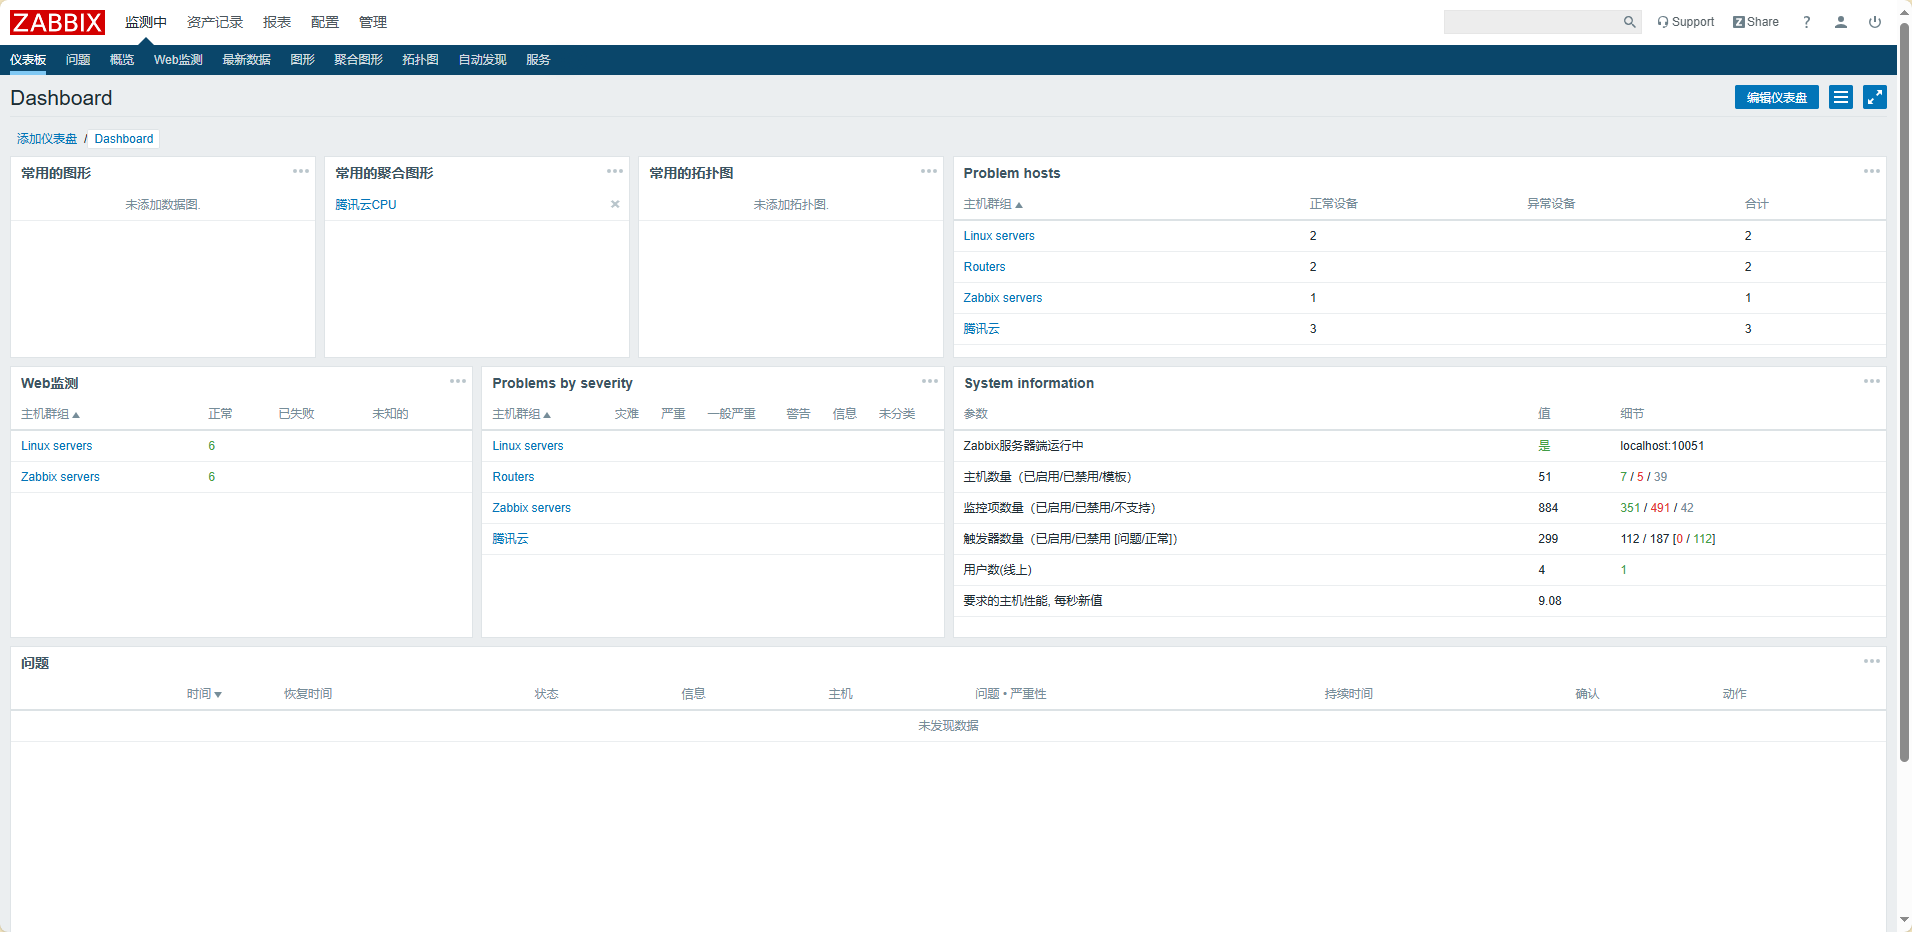 ZABBIX 监测中 资产记录 报表 配置 管理 Support Z Share ?
仪表板 问题 概览 Web监测 最新数据 图形 聚合图形 拓扑图 自动发现 服务
Dashboard 编辑仪表盘
添加仪表盘 / Dashboard
常用的图形
未添加数据图.
常用的聚合图形
腾讯云CPU
常用的拓扑图
未添加拓扑图.
Problem hosts
主机群组 正常设备 异常设备 合计
Linux servers 2 2
Routers 2 2
Zabbix servers 1 1
腾讯云 3 3
Web监测
主机群组 正常 已失败 未知的
Linux servers 6
Zabbix servers 6
Problems by severity
主机群组 灾难 严重 一般严重 警告 信息 未分类
Linux servers
Routers
Zabbix servers
腾讯云
System information
参数 值 细节
Zabbix服务器端运行中 是 localhost:10051
主机数量（已启用/已禁用/模板） 51 7 / 5 / 39
监控项数量（已启用/已禁用/不支持） 884 351 / 491 / 42
触发器数量（已启用/已禁用 [问题/正常]） 299 112 / 187 [0 / 112]
用户数(线上) 4 1
要求的主机性能, 每秒新值 9.08
问题
时间 恢复时间 状态 信息 主机 问题 • 严重性 持续时间 确认 动作
未发现数据